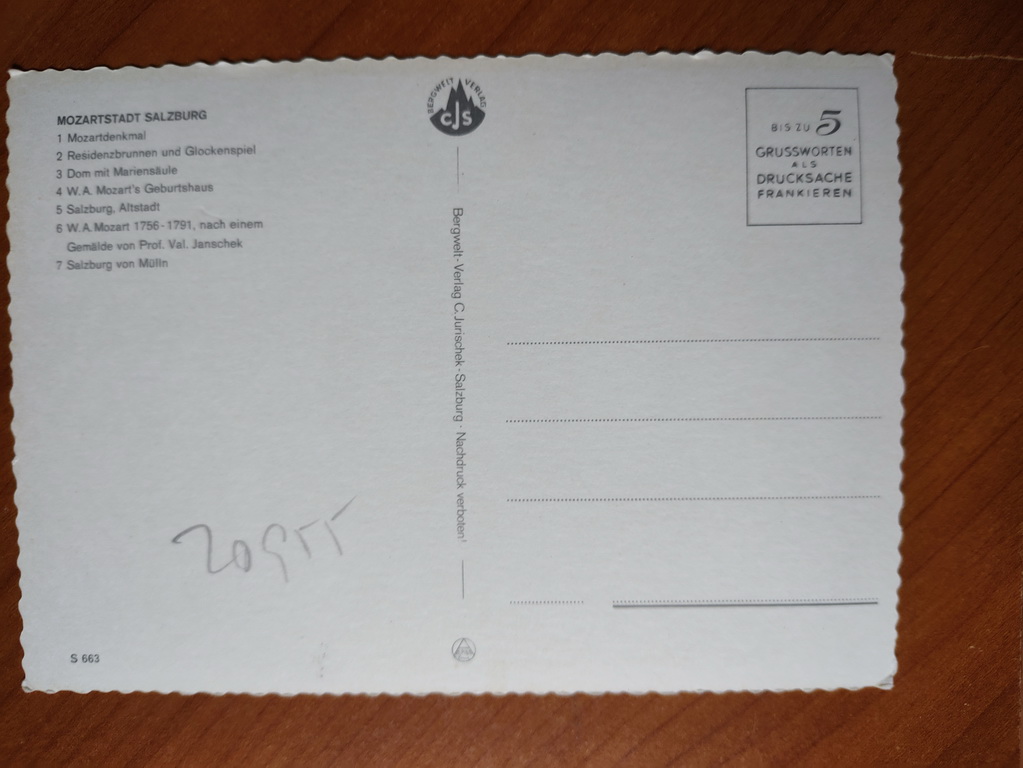 MOZARTSTADT SALZBURG
1 Mozartdenkmal
2 Residenzbrunnen und Glockenspiel
3 Dom mit Mariensäule
4 W. A. Mozart's Geburtshaus
5 Salzburg, Altstadt
6 W. A. Mozart 1756 - 1791, nach einem
Gemälde von Prof. Val. Janschek
7 Salzburg von Mülln
S 663
BERGWELT VERLAG
CJS
Bergwelt-Verlag C. Jurischek · Salzburg · Nachdruck verboten!
BIS ZU 5
GRUSSWORTEN
ALS
DRUCKSACHE
FRANKIEREN